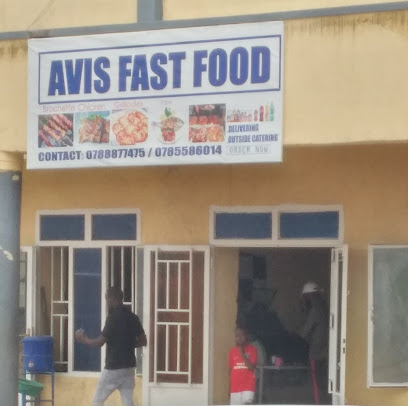 AVIS FAST FOOD
Brochette Chicken
DELIVERING
OUTSIDE CATERING
ORDER NOW
CONTACT: 0788877475 / 0785586014